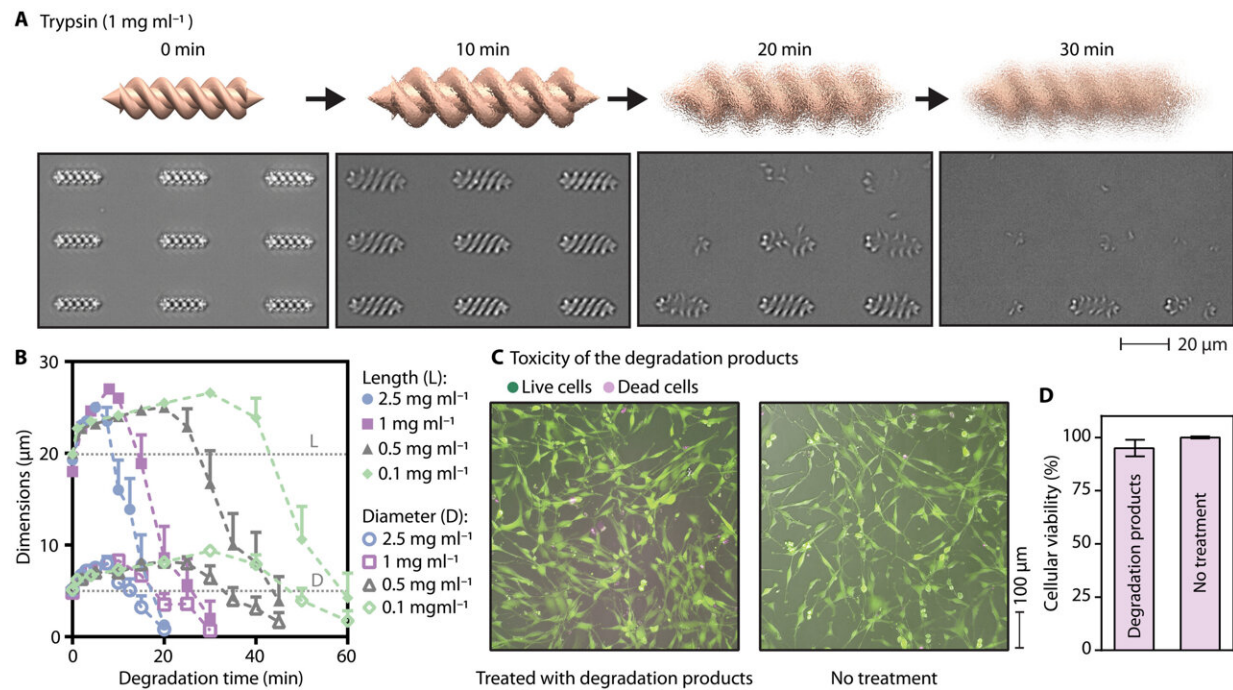 A Trypsin (1 mg ml⁻¹)
0 min
10 min
20 min
30 min
20 µm
B
30
20
10
0
0
20
40
60
Dimensions (µm)
Degradation time (min)
L
D
Length (L):
2.5 mg ml⁻¹
1 mg ml⁻¹
0.5 mg ml⁻¹
0.1 mg ml⁻¹
Diameter (D):
2.5 mg ml⁻¹
1 mg ml⁻¹
0.5 mg ml⁻¹
0.1 mgml⁻¹
C Toxicity of the degradation products
Live cells
Dead cells
Treated with degradation products
No treatment
100 µm
D
Cellular viability (%)
100
75
50
25
0
Degradation products
No treatment